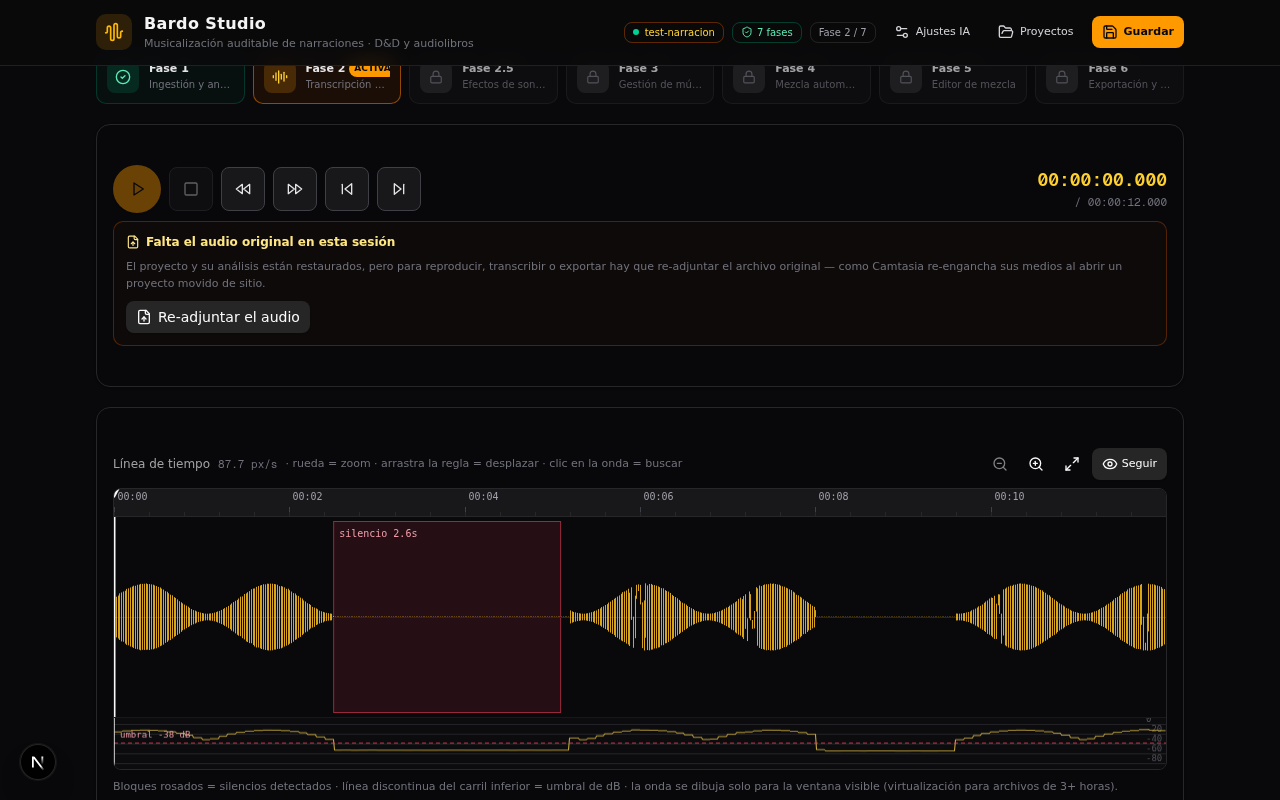 Bardo Studio
Musicalización auditable de narraciones · D&D y audiolibros
test-narracion
7 fases
Fase 2 / 7
Ajustes IA
Proyectos
Guardar
Fase 1
Ingestión y an…
Fase 2 ACTIVA
Transcripción …
Fase 2.5
Efectos de son…
Fase 3
Gestión de mú…
Fase 4
Mezcla autom…
Fase 5
Editor de mezcla
Fase 6
Exportación y …
00:00:00.000
/ 00:00:12.000
Falta el audio original en esta sesión
El proyecto y su análisis están restaurados, pero para reproducir, transcribir o exportar hay que re-adjuntar el archivo original — como Camtasia re-engancha sus medios al abrir un
proyecto movido de sitio.
Re-adjuntar el audio
Línea de tiempo 87.7 px/s · rueda = zoom · arrastra la regla = desplazar · clic en la onda = buscar
Seguir
00:00 00:02 00:04 00:06 00:08 00:10
silencio 2.6s
umbral -38 dB
0
-20
-40
-60
-80
N
Bloques rosados = silencios detectados · línea discontinua del carril inferior = umbral de dB · la onda se dibuja solo para la ventana visible (virtualización para archivos de 3+ horas).